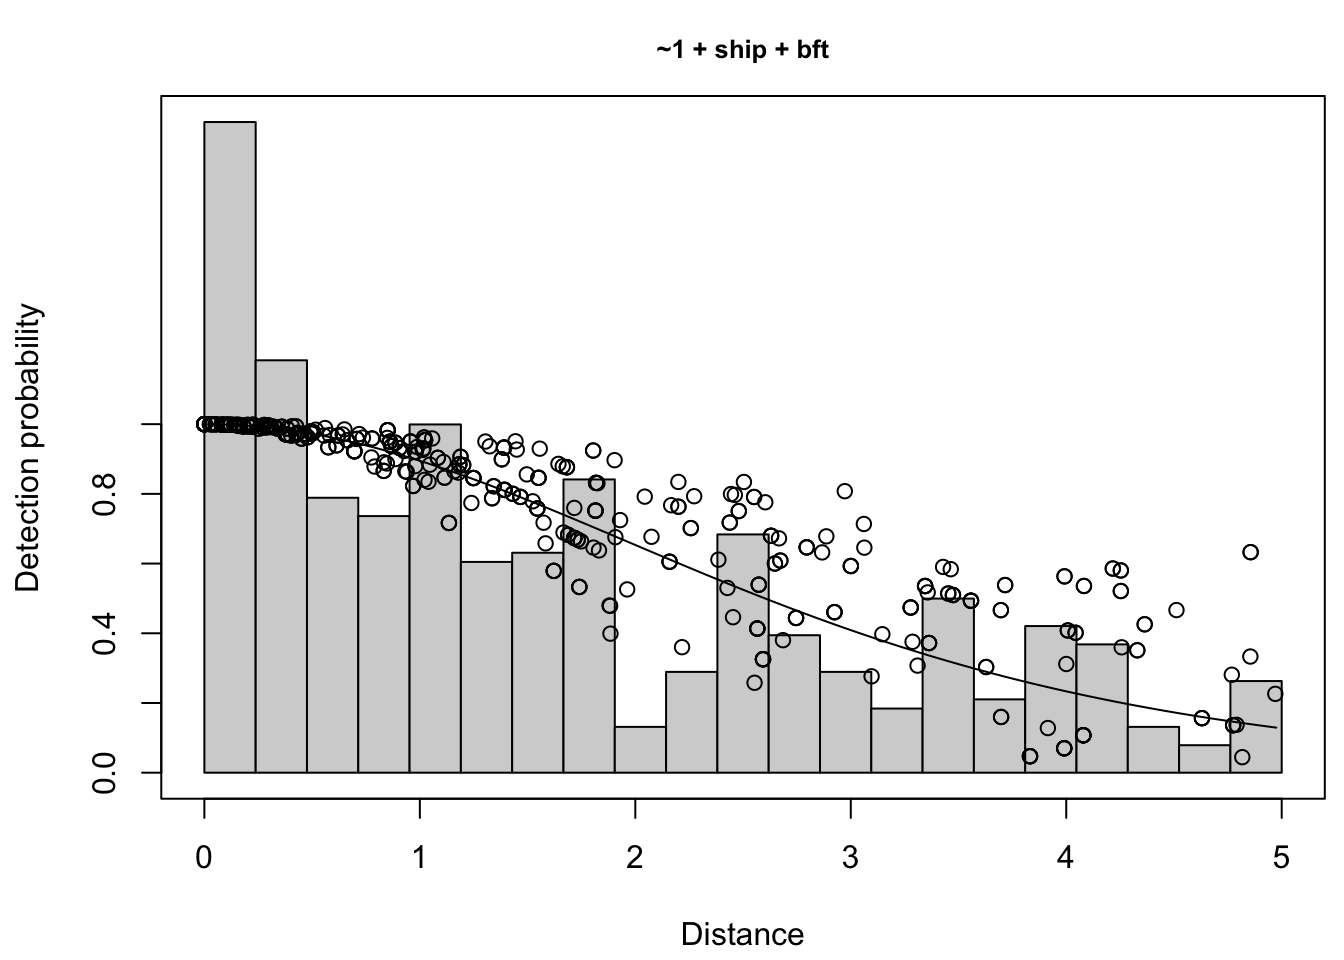 ~1 + ship + bft
Detection probability
0.8
0.4
0.0
0 1 2 3 4 5
Distance